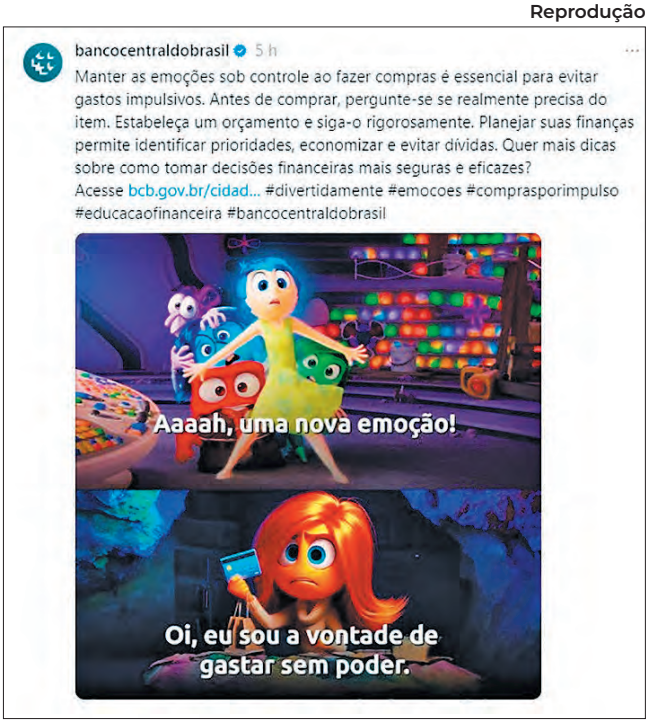 Reprodução
bancocentraldobrasil 5 h
Manter as emoções sob controle ao fazer compras é essencial para evitar
gastos impulsivos. Antes de comprar, pergunte-se se realmente precisa do
item. Estabeleça um orçamento e siga-o rigorosamente. Planejar suas finanças
permite identificar prioridades, economizar e evitar dívidas. Quer mais dicas
sobre como tomar decisões financeiras mais seguras e eficazes?
Acesse bcb.gov.br/cidad... #divertidamente #emocoes #comprasporimpulso
#educacaofinanceira #bancocentraldobrasil
Aaaah, uma nova emoção!
Oi, eu sou a vontade de
gastar sem poder.